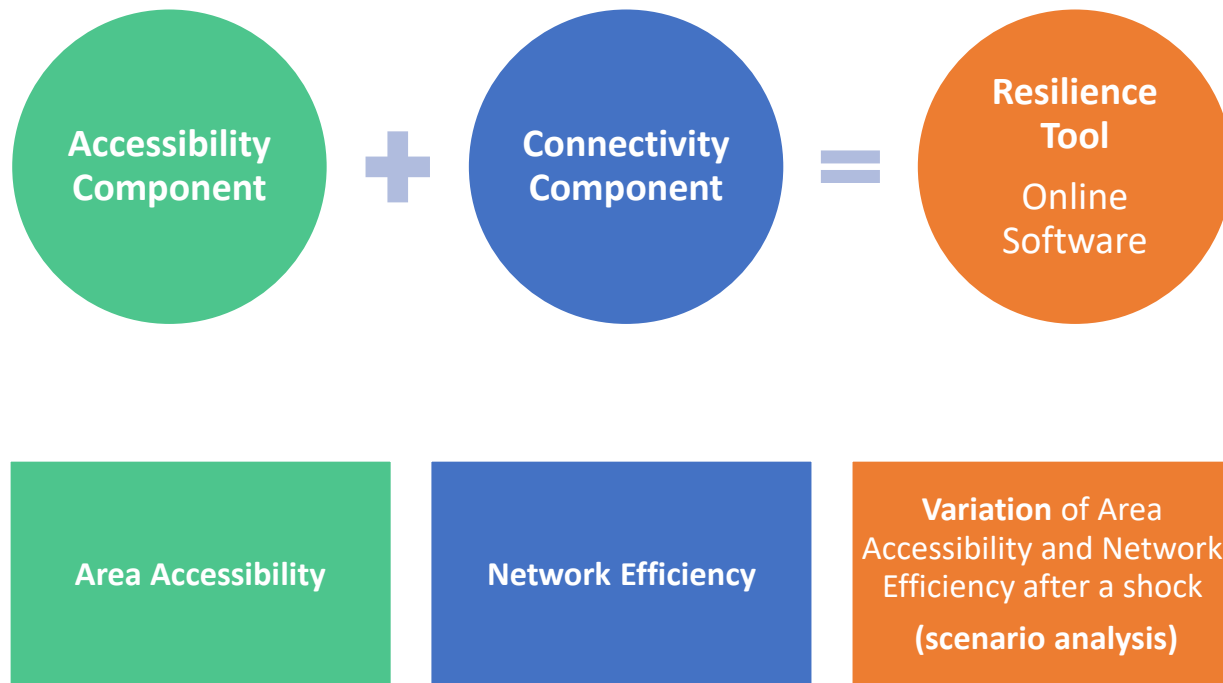 Accessibility
Component
Connectivity
Component
Resilience
Tool
Online
Software
Area Accessibility
Network Efficiency
Variation of Area
Accessibility and Network
Efficiency after a shock
(scenario analysis)